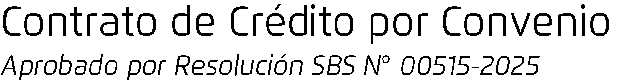 Contrato de Crédito por Convenio
Aprobado por Resolución SBS N° 00515-2025